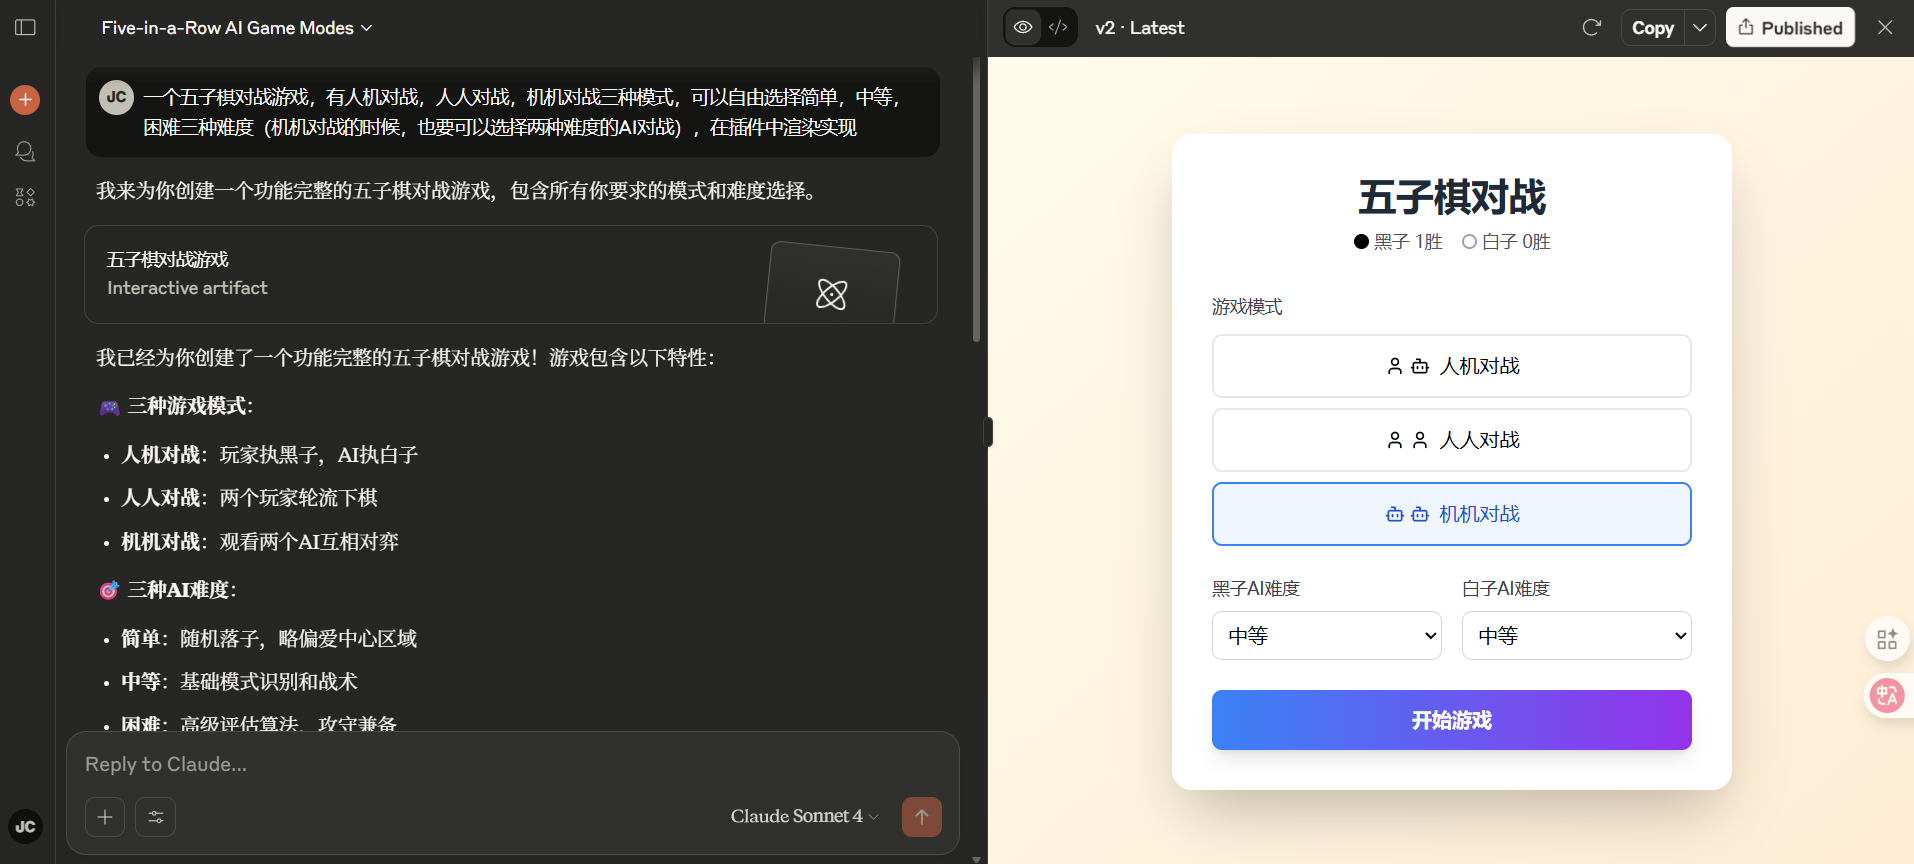 Five-in-a-Row AI Game Modes
JC
一个五子棋对战游戏，有人机对战，人人对战，机机对战三种模式，可以自由选择简单，中等，
困难三种难度（机机对战的时候，也要可以选择两种难度的AI对战），在插件中渲染实现
我来为你创建一个功能完整的五子棋对战游戏，包含所有你要求的模式和难度选择。
五子棋对战游戏
Interactive artifact
我已经为你创建了一个功能完整的五子棋对战游戏！游戏包含以下特性：
🎮 三种游戏模式：
• 人机对战：玩家执黑子，AI执白子
• 人人对战：两个玩家轮流下棋
• 机机对战：观看两个AI互相对弈
🎯 三种AI难度：
• 简单：随机落子，略偏爱中心区域
• 中等：基础模式识别和战术
• 困难：高级评估算法，攻守兼备
Reply to Claude...
Claude Sonnet 4
JC
v2 · Latest
Copy
Published
五子棋对战
黑子 1胜 白子 0胜
游戏模式
人机对战
人人对战
机机对战
黑子AI难度 白子AI难度
中等 中等
开始游戏
中A